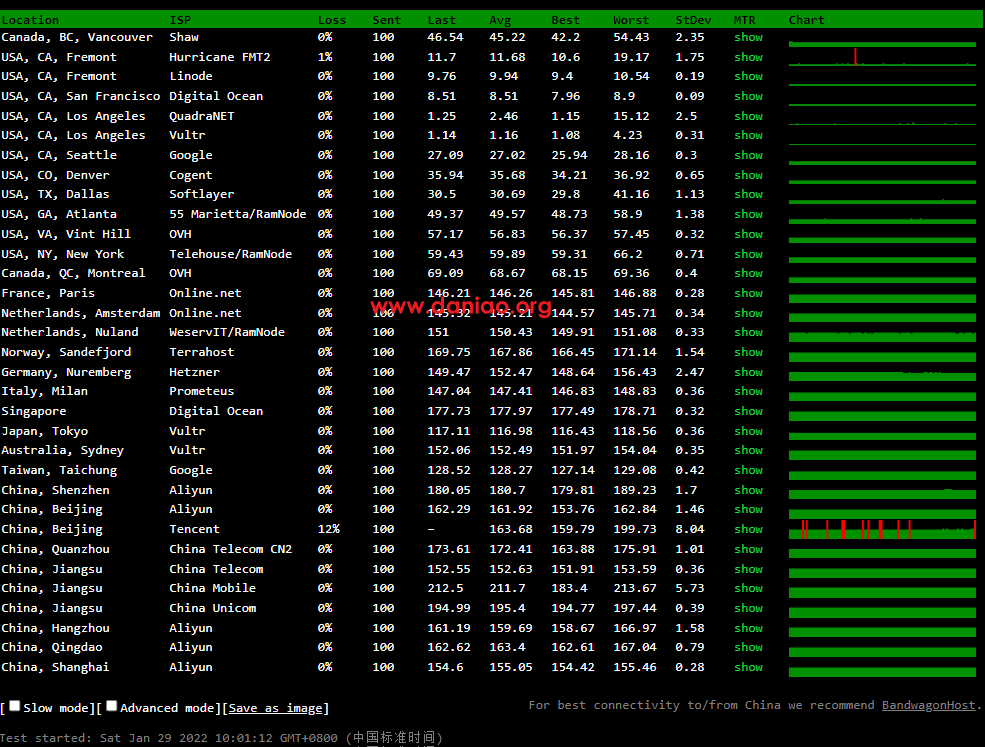 Location ISP Loss Sent Last Avg Best Worst StDev MTR Chart
Canada, BC, Vancouver Shaw 0% 100 46.54 45.22 42.2 54.43 2.35 show
USA, CA, Fremont Hurricane FMT2 1% 100 11.7 11.68 10.6 19.17 1.75 show
USA, CA, Fremont Linode 0% 100 9.76 9.94 9.4 10.54 0.19 show
USA, CA, San Francisco Digital Ocean 0% 100 8.51 8.51 7.96 8.9 0.09 show
USA, CA, Los Angeles QuadraNET 0% 100 1.25 2.46 1.15 15.12 2.5 show
USA, CA, Los Angeles Vultr 0% 100 1.14 1.16 1.08 4.23 0.31 show
USA, CA, Seattle Google 0% 100 27.09 27.02 25.94 28.16 0.3 show
USA, CO, Denver Cogent 0% 100 35.94 35.68 34.21 36.92 0.65 show
USA, TX, Dallas Softlayer 0% 100 30.5 30.69 29.8 41.16 1.13 show
USA, GA, Atlanta 55 Marietta/RamNode 0% 100 49.37 49.57 48.73 58.9 1.38 show
USA, VA, Vint Hill OVH 0% 100 57.17 56.83 56.37 57.45 0.32 show
USA, NY, New York Telehouse/RamNode 0% 100 59.43 59.89 59.31 66.2 0.71 show
Canada, QC, Montreal OVH 0% 100 69.09 68.67 68.15 69.36 0.4 show
France, Paris Online.net 0% 100 146.21 146.26 145.81 146.88 0.28 show
www.daniao.org
Netherlands, Amsterdam Online.net 0% 100 144.57 145.71 0.34 show
Netherlands, Nuland WeservIT/RamNode 0% 100 151 150.43 149.91 151.08 0.33 show
Norway, Sandefjord Terrahost 0% 100 169.75 167.86 166.45 171.14 1.54 show
Germany, Nuremberg Hetzner 0% 100 149.47 152.47 148.64 156.43 2.47 show
Italy, Milan Prometeus 0% 100 147.04 147.41 146.83 148.83 0.36 show
Singapore Digital Ocean 0% 100 177.73 177.97 177.49 178.71 0.32 show
Japan, Tokyo Vultr 0% 100 117.11 116.98 116.43 118.56 0.36 show
Australia, Sydney Vultr 0% 100 152.06 152.49 151.97 154.04 0.35 show
Taiwan, Taichung Google 0% 100 128.52 128.27 127.14 129.08 0.42 show
China, Shenzhen Aliyun 0% 100 180.05 180.7 179.81 189.23 1.7 show
China, Beijing Aliyun 0% 100 162.29 161.92 153.76 162.84 1.46 show
China, Beijing Tencent 12% 100 – 163.68 159.79 199.73 8.04 show
China, Quanzhou China Telecom CN2 0% 100 173.61 172.41 163.88 175.91 1.01 show
China, Jiangsu China Telecom 0% 100 152.55 152.63 151.91 153.59 0.36 show
China, Jiangsu China Mobile 0% 100 212.5 211.7 183.4 213.67 5.73 show
China, Jiangsu China Unicom 0% 100 194.99 195.4 194.77 197.44 0.39 show
China, Hangzhou Aliyun 0% 100 161.19 159.69 158.67 166.97 1.58 show
China, Qingdao Aliyun 0% 100 162.62 163.4 162.61 167.04 0.79 show
China, Shanghai Aliyun 0% 100 154.6 155.05 154.42 155.46 0.28 show
[ Slow mode][ Advanced mode][Save as image] For best connectivity to/from China we recommend BandwagonHost.
Test started: Sat Jan 29 2022 10:01:12 GMT+0800 (中国标准时间)